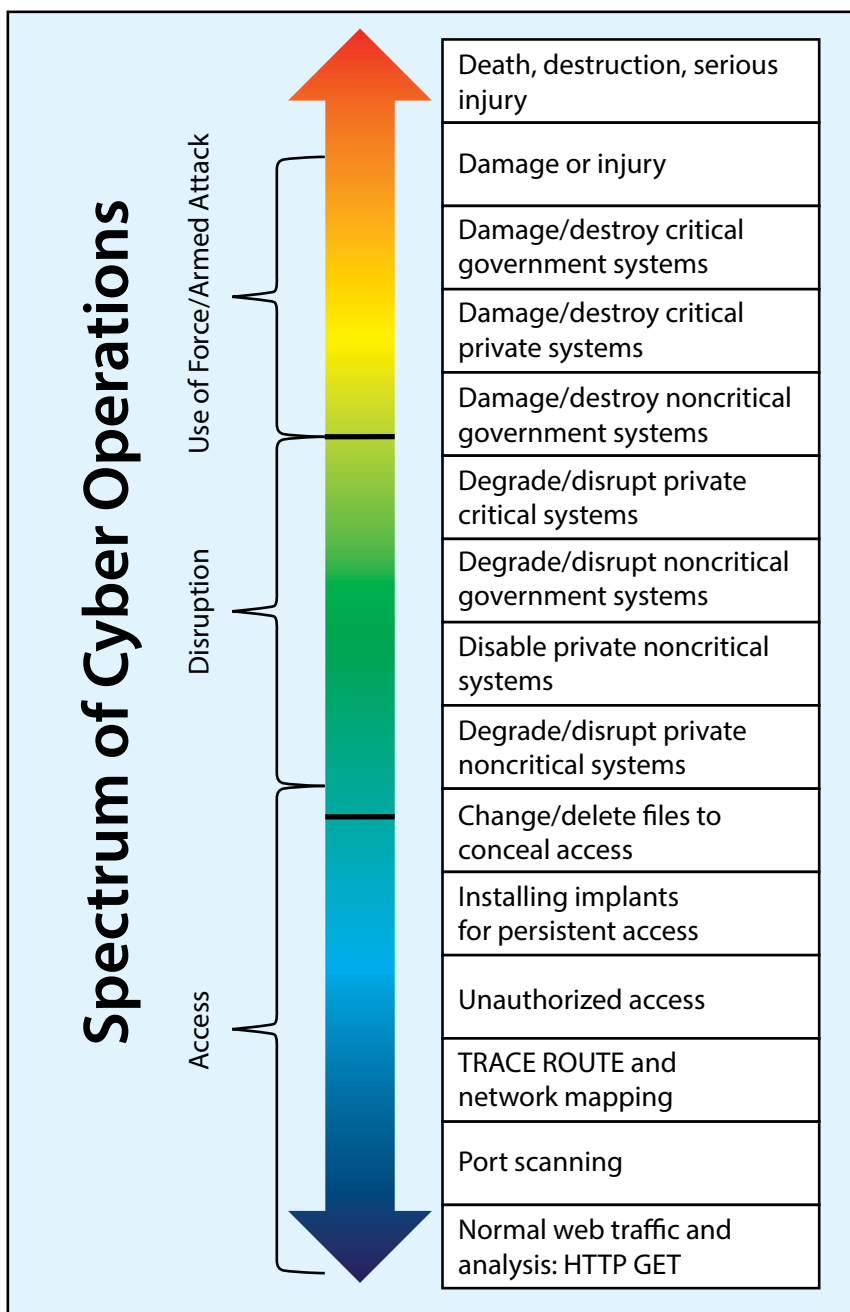 Spectrum of Cyber Operations
Use of Force/Armed Attack
Disruption
Access
Death, destruction, serious
injury
Damage or injury
Damage/destroy critical
government systems
Damage/destroy critical
private systems
Damage/destroy noncritical
government systems
Degrade/disrupt private
critical systems
Degrade/disrupt noncritical
government systems
Disable private noncritical
systems
Degrade/disrupt private
noncritical systems
Change/delete files to
conceal access
Installing implants
for persistent access
Unauthorized access
TRACE ROUTE and
network mapping
Port scanning
Normal web traffic and
analysis: HTTP GET